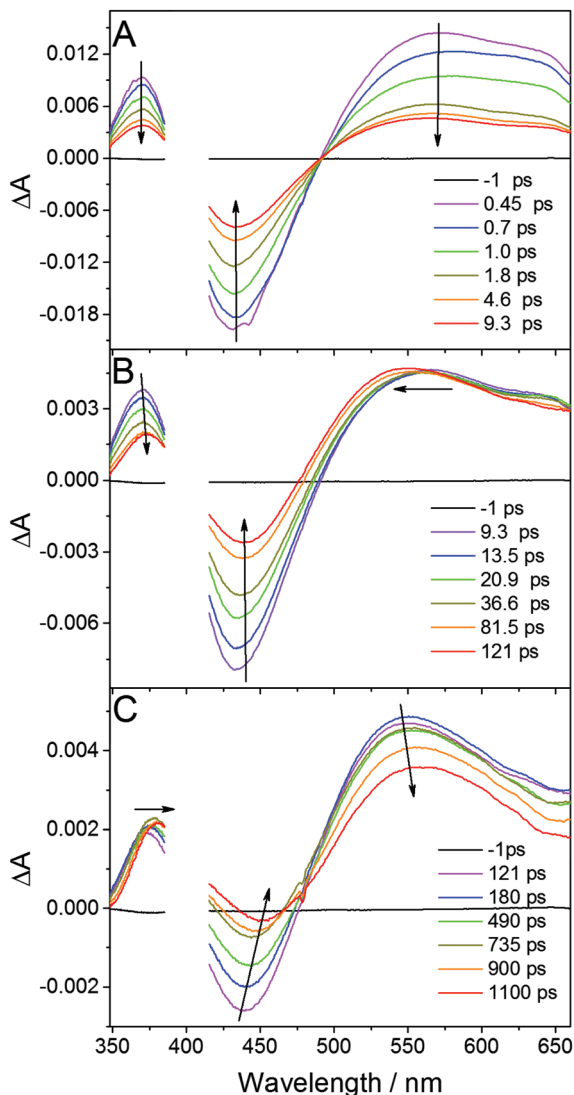 A
0.012
0.006
0.000
-0.006
-0.012
-0.018
ΔA
-1 ps
0.45 ps
0.7 ps
1.0 ps
1.8 ps
4.6 ps
9.3 ps
B
0.003
0.000
-0.003
-0.006
ΔA
-1 ps
9.3 ps
13.5 ps
20.9 ps
36.6 ps
81.5 ps
121 ps
C
0.004
0.002
0.000
-0.002
ΔA
-1ps
121 ps
180 ps
490 ps
735 ps
900 ps
1100 ps
350 400 450 500 550 600 650
Wavelength / nm